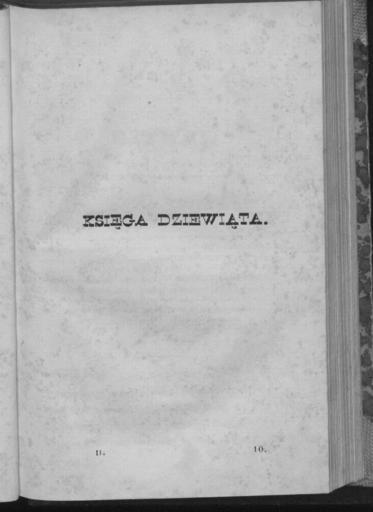 KSIĘGA DZIEWIĄTA.
II. 10.